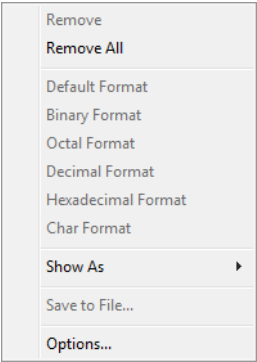 Remove
Remove All
Default Format
Binary Format
Octal Format
Decimal Format
Hexadecimal Format
Char Format
Show As
Save to File...
Options...